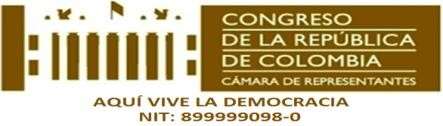 CONGRESO
DE LA REPÚBLICA
DE COLOMBIA
CÁMARA DE REPRESENTANTES
AQUÍ VIVE LA DEMOCRACIA
NIT: 899999098-0